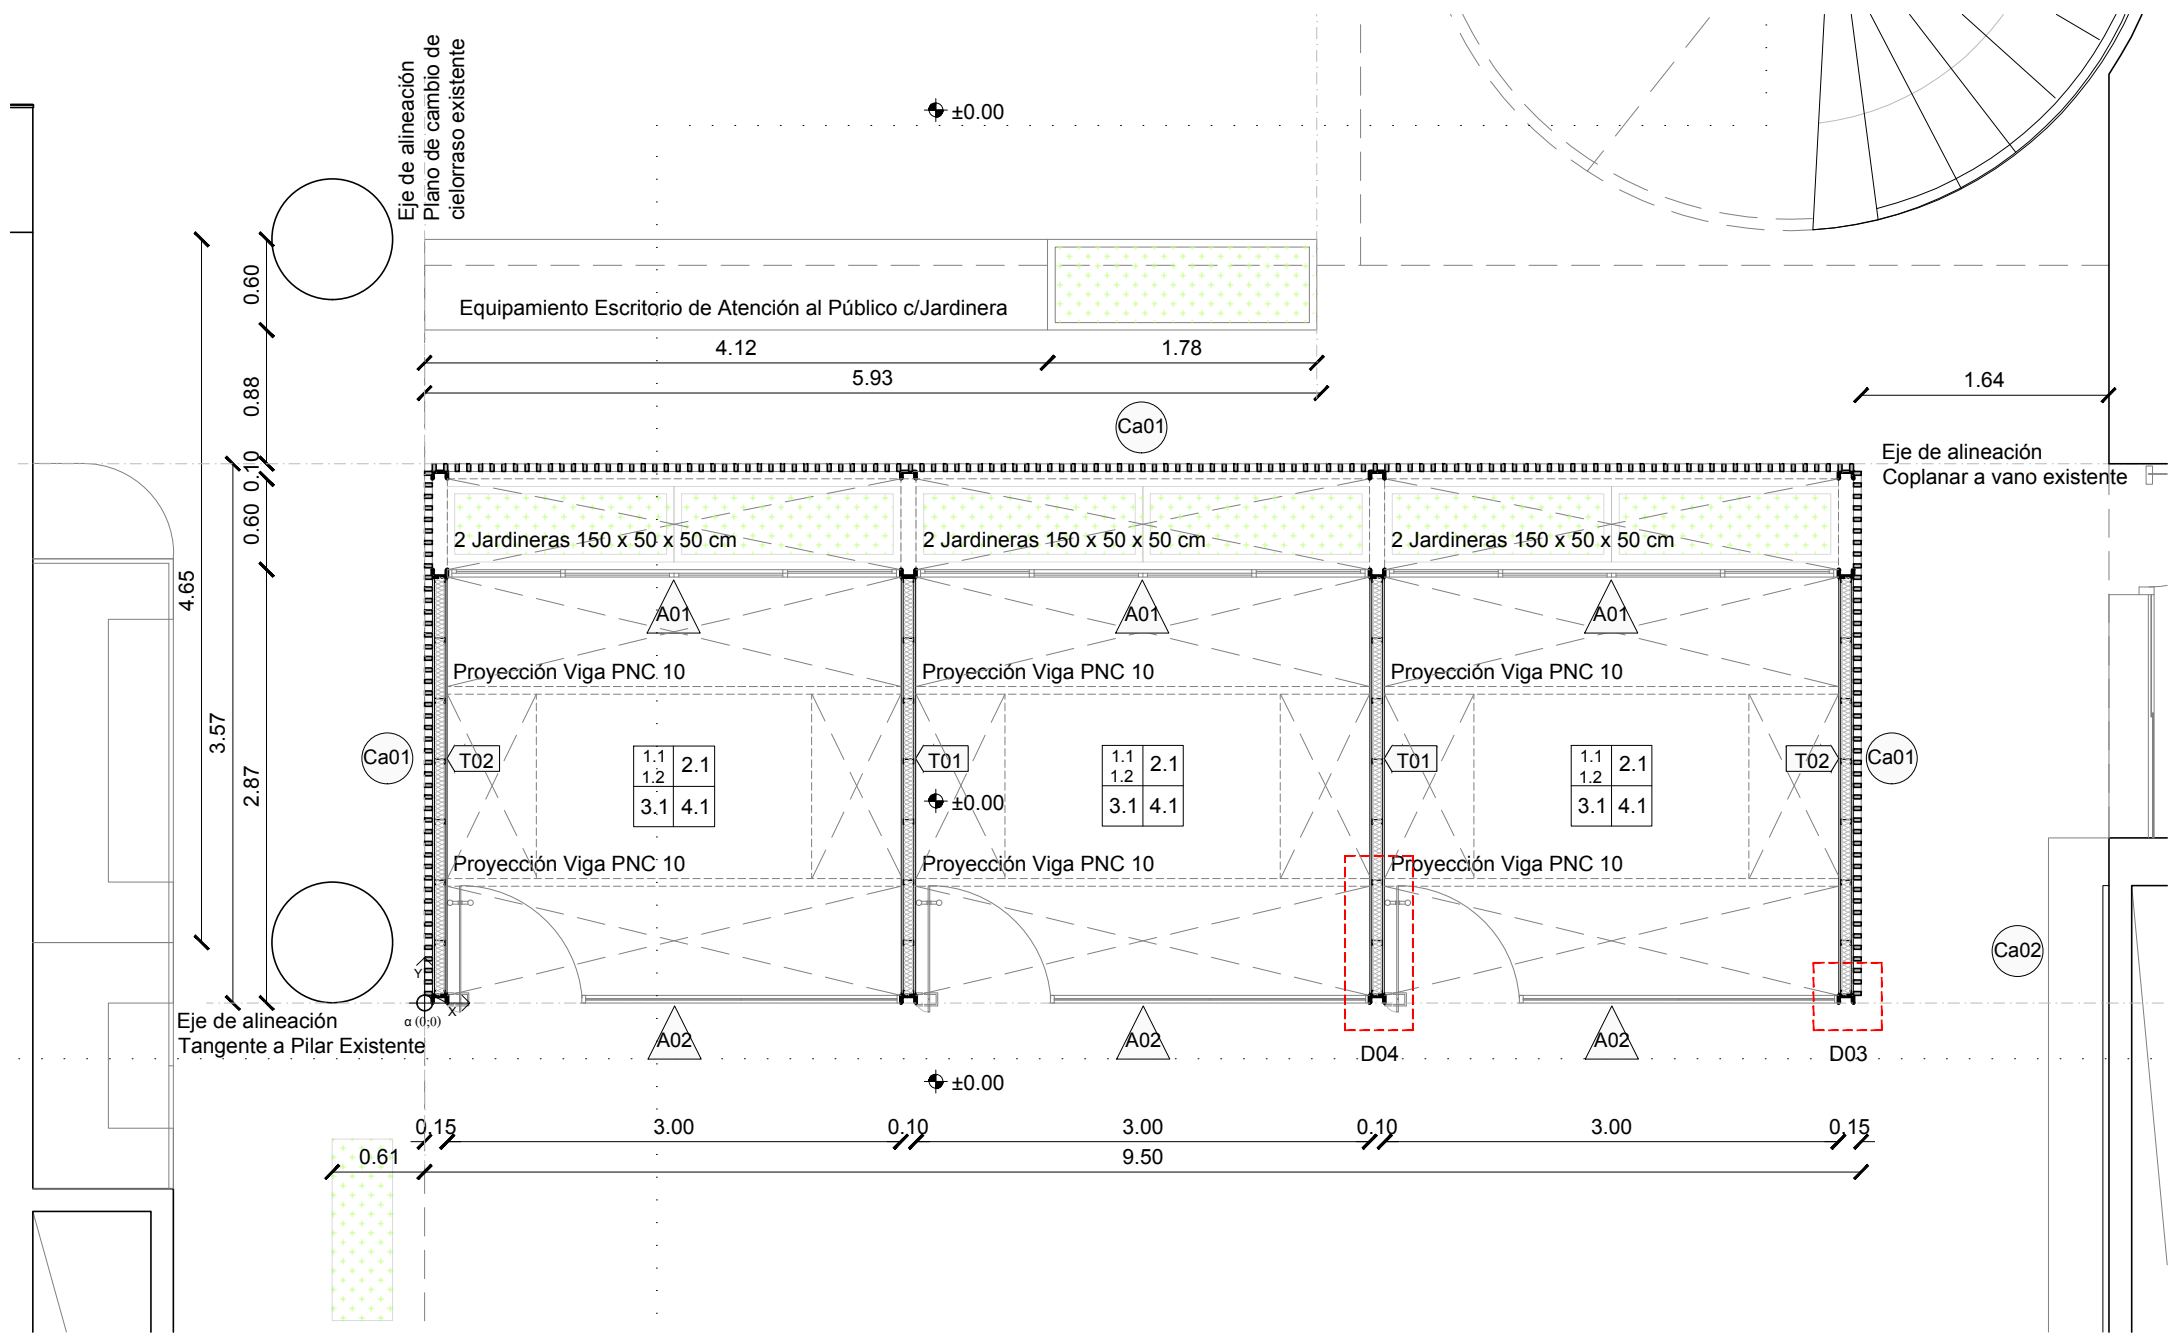 Eje de alineación
Plano de cambio de
cielorraso existente
±0.00
0.60
Equipamiento Escritorio de Atención al Público c/Jardinera
4.12
1.78
5.93
0.88
1.64
Ca01
Eje de alineación
Coplanar a vano existente
0.10
0.60
2 Jardineras 150 x 50 x 50 cm
2 Jardineras 150 x 50 x 50 cm
2 Jardineras 150 x 50 x 50 cm
4.65
A01
A01
A01
Proyección Viga PNC 10
Proyección Viga PNC 10
Proyección Viga PNC 10
3.57
2.87
Ca01
T02
1.1
1.2
2.1
3.1
4.1
T01
1.1
1.2
2.1
3.1
4.1
±0.00
T01
1.1
1.2
2.1
3.1
4.1
T02
Ca01
Proyección Viga PNC 10
Proyección Viga PNC 10
Proyección Viga PNC 10
Ca02
Y
X
α (0;0)
Eje de alineación
Tangente a Pilar Existente
A02
A02
D04
A02
D03
±0.00
0.15
3.00
0.10
3.00
0.10
3.00
0.15
0.61
9.50